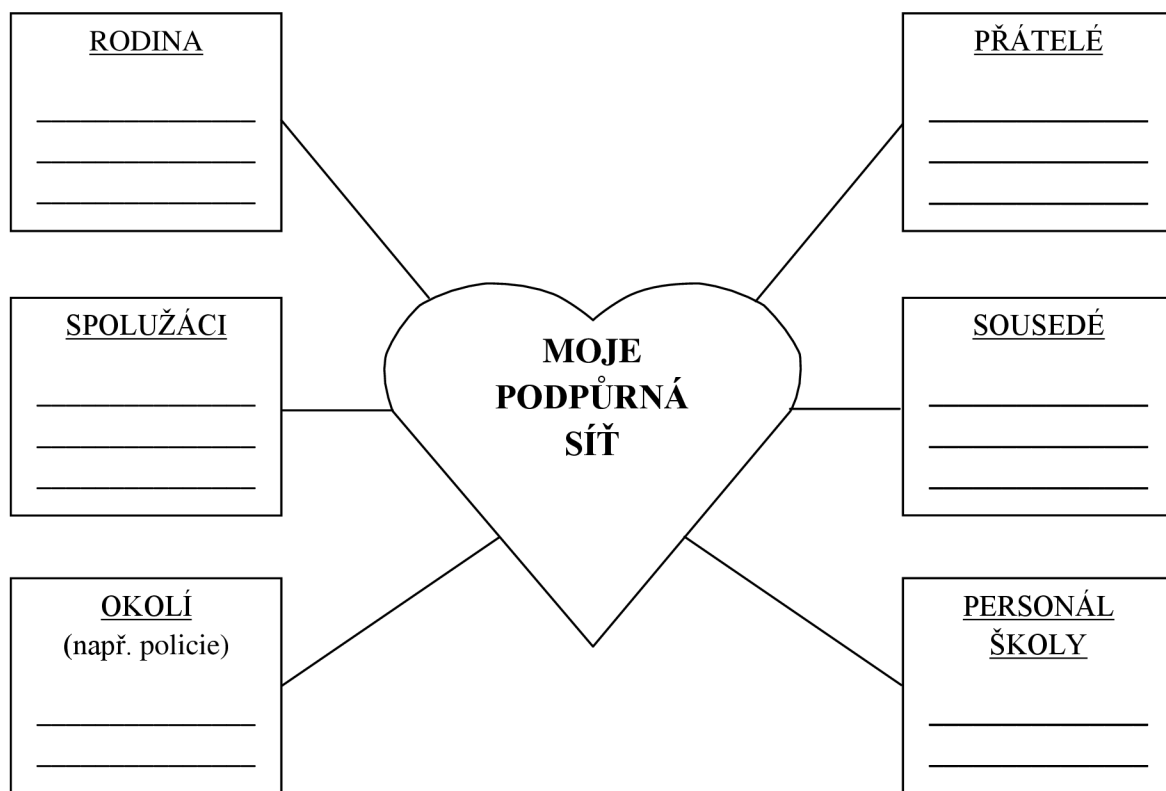 RODINA
PŘÁTELÉ
SPOLUŽÁCI
MOJE
PODPŮRNÁ
SÍŤ
SOUSEDÉ
OKOLÍ
(např. policie)
PERSONÁL
ŠKOLY